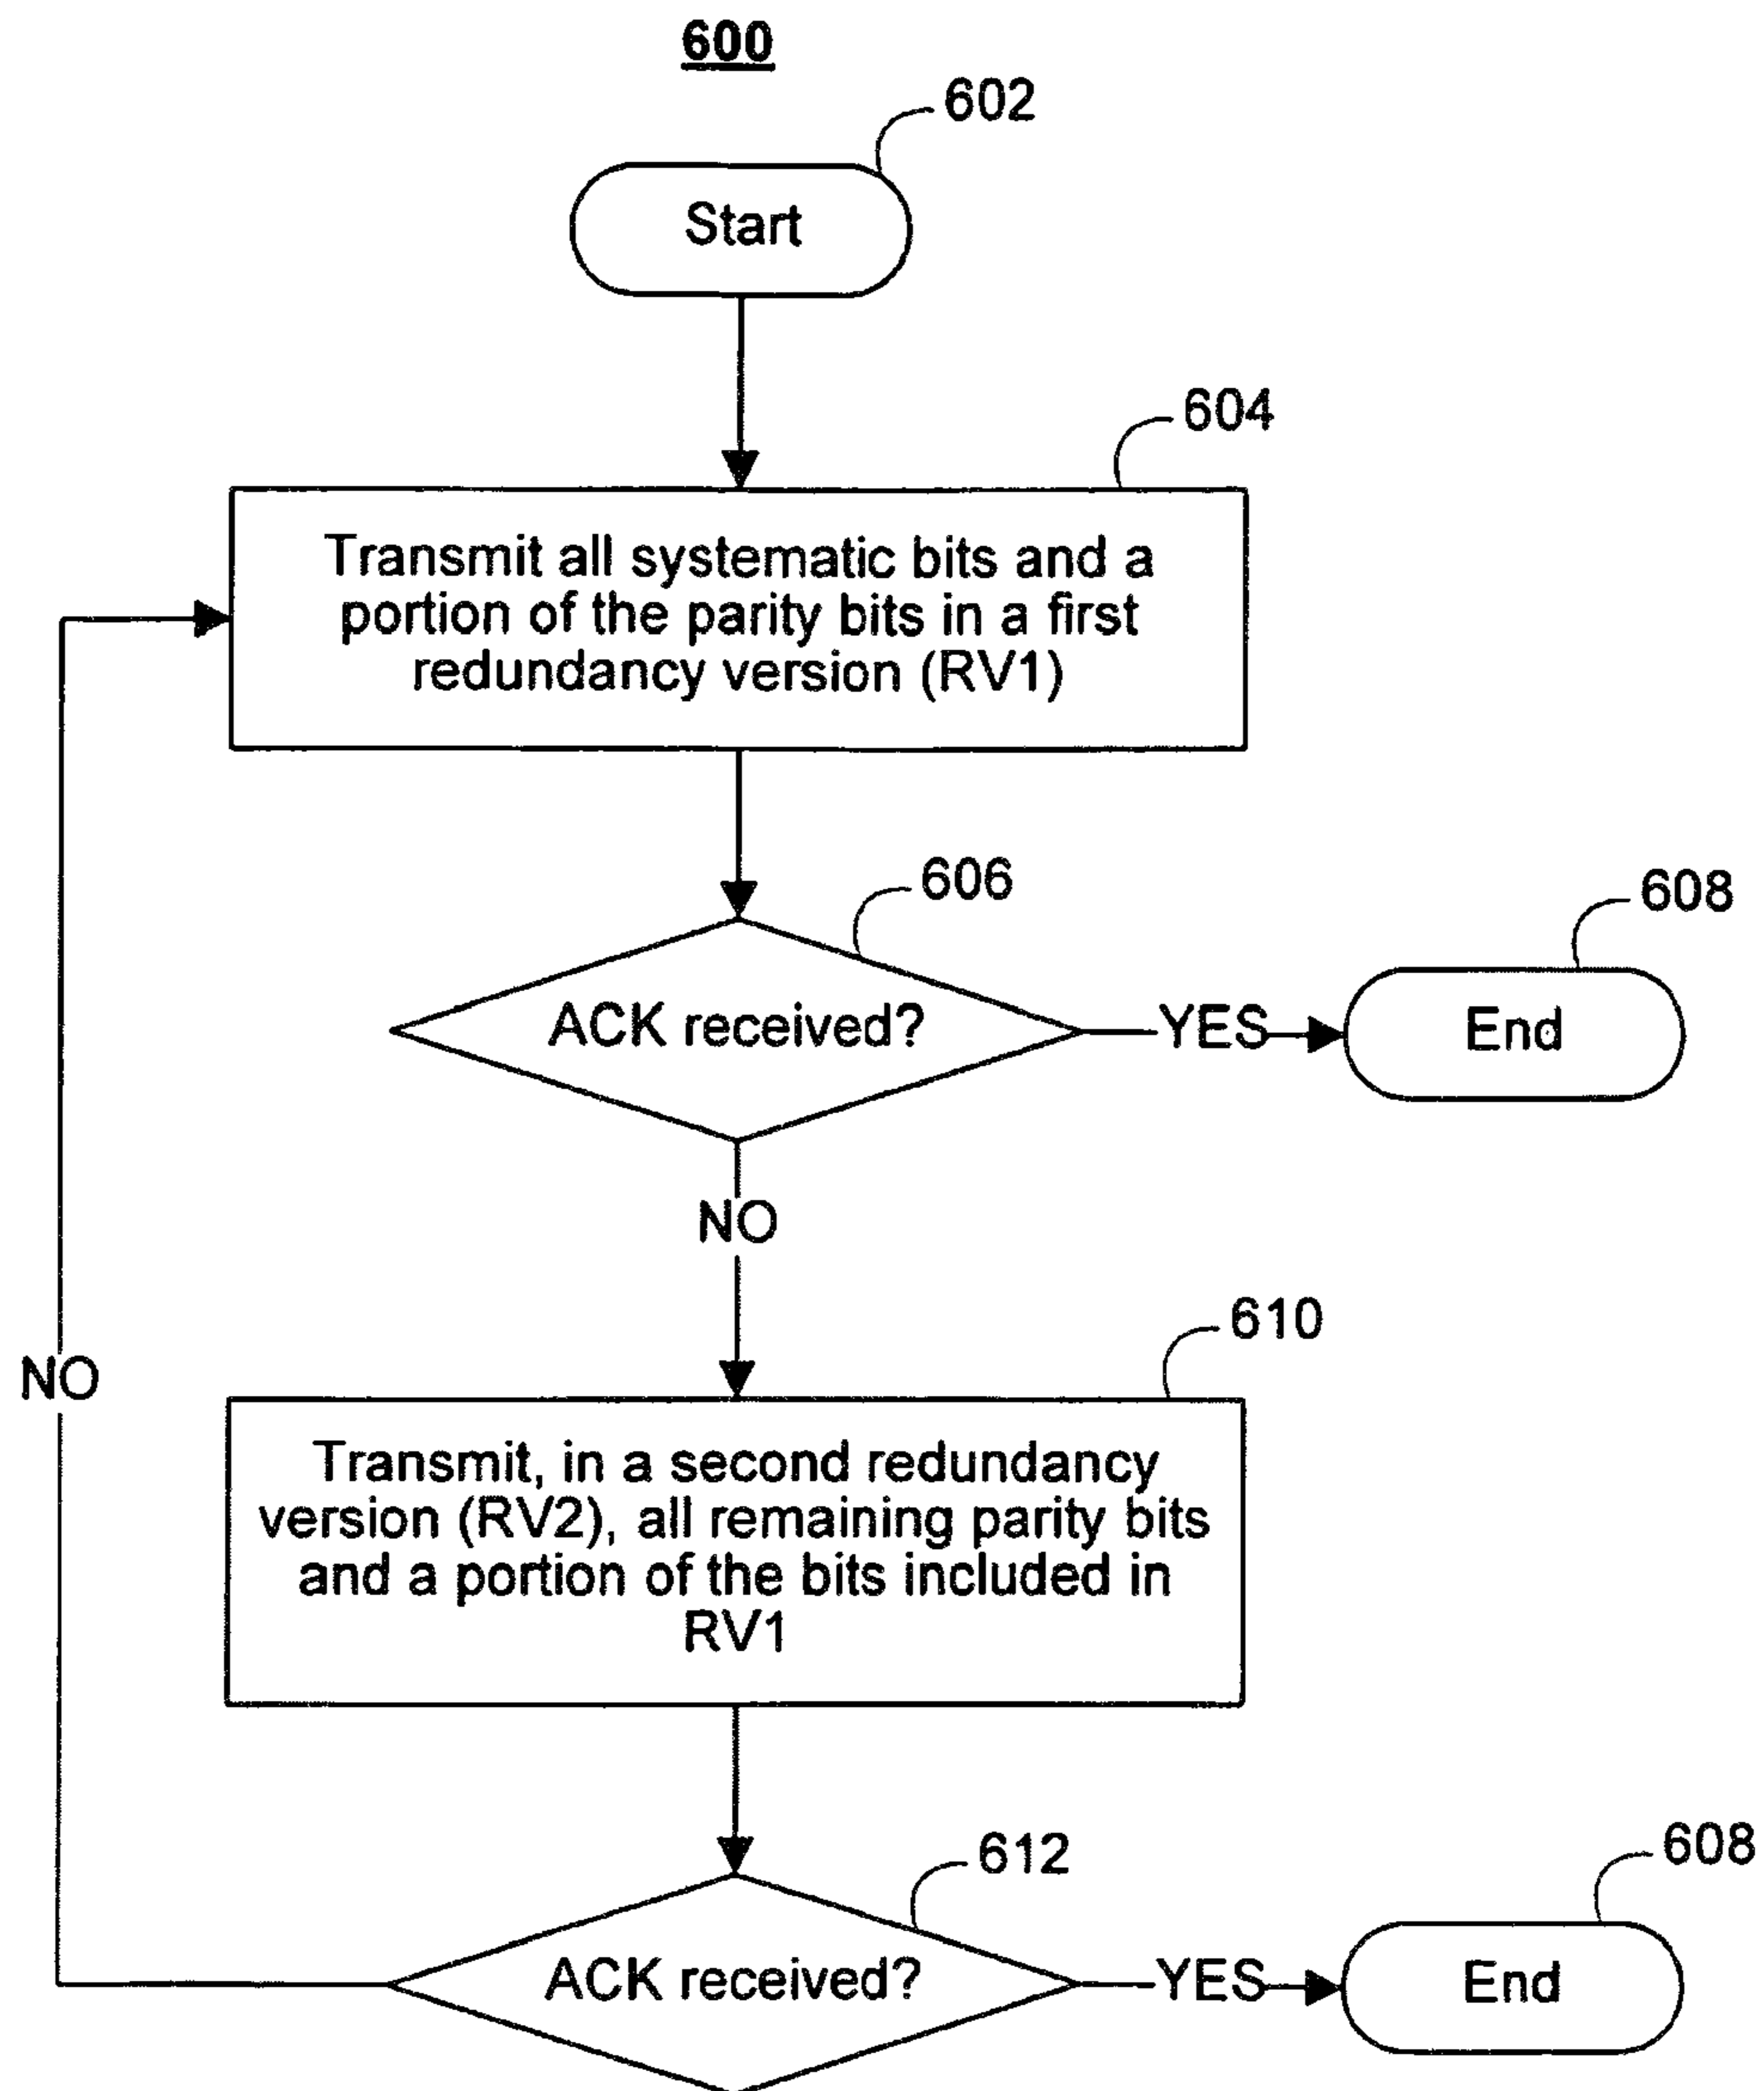 600
602
Start
604
Transmit all systematic bits and a
portion of the parity bits in a first
redundancy version (RV1)
606
608
ACK received?
YES
End
NO
610
NO
Transmit, in a second redundancy
version (RV2), all remaining parity bits
and a portion of the bits included in
RV1
612
608
ACK received?
YES
End